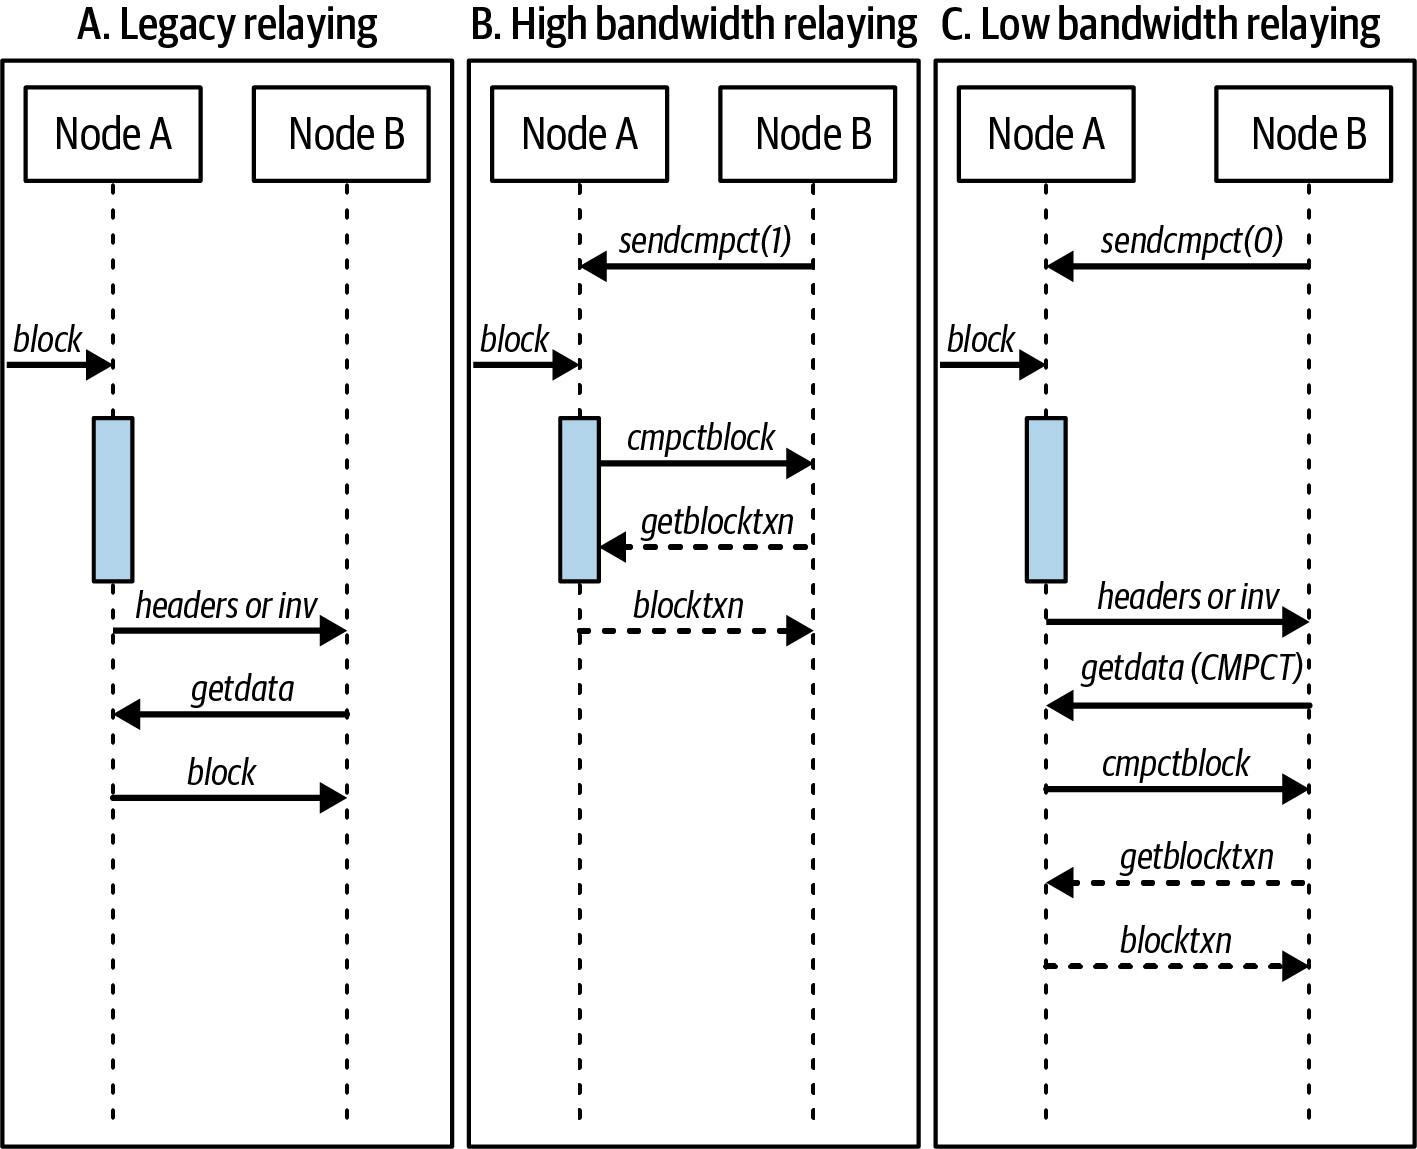 A. Legacy relaying
Node A
Node B
block
headers or inv
getdata
block
B. High bandwidth relaying
Node A
Node B
sendcmpct(1)
block
cmpctblock
getblocktxn
blocktxn
C. Low bandwidth relaying
Node A
Node B
sendcmpct(0)
block
headers or inv
getdata (CMPCT)
cmpctblock
getblocktxn
blocktxn